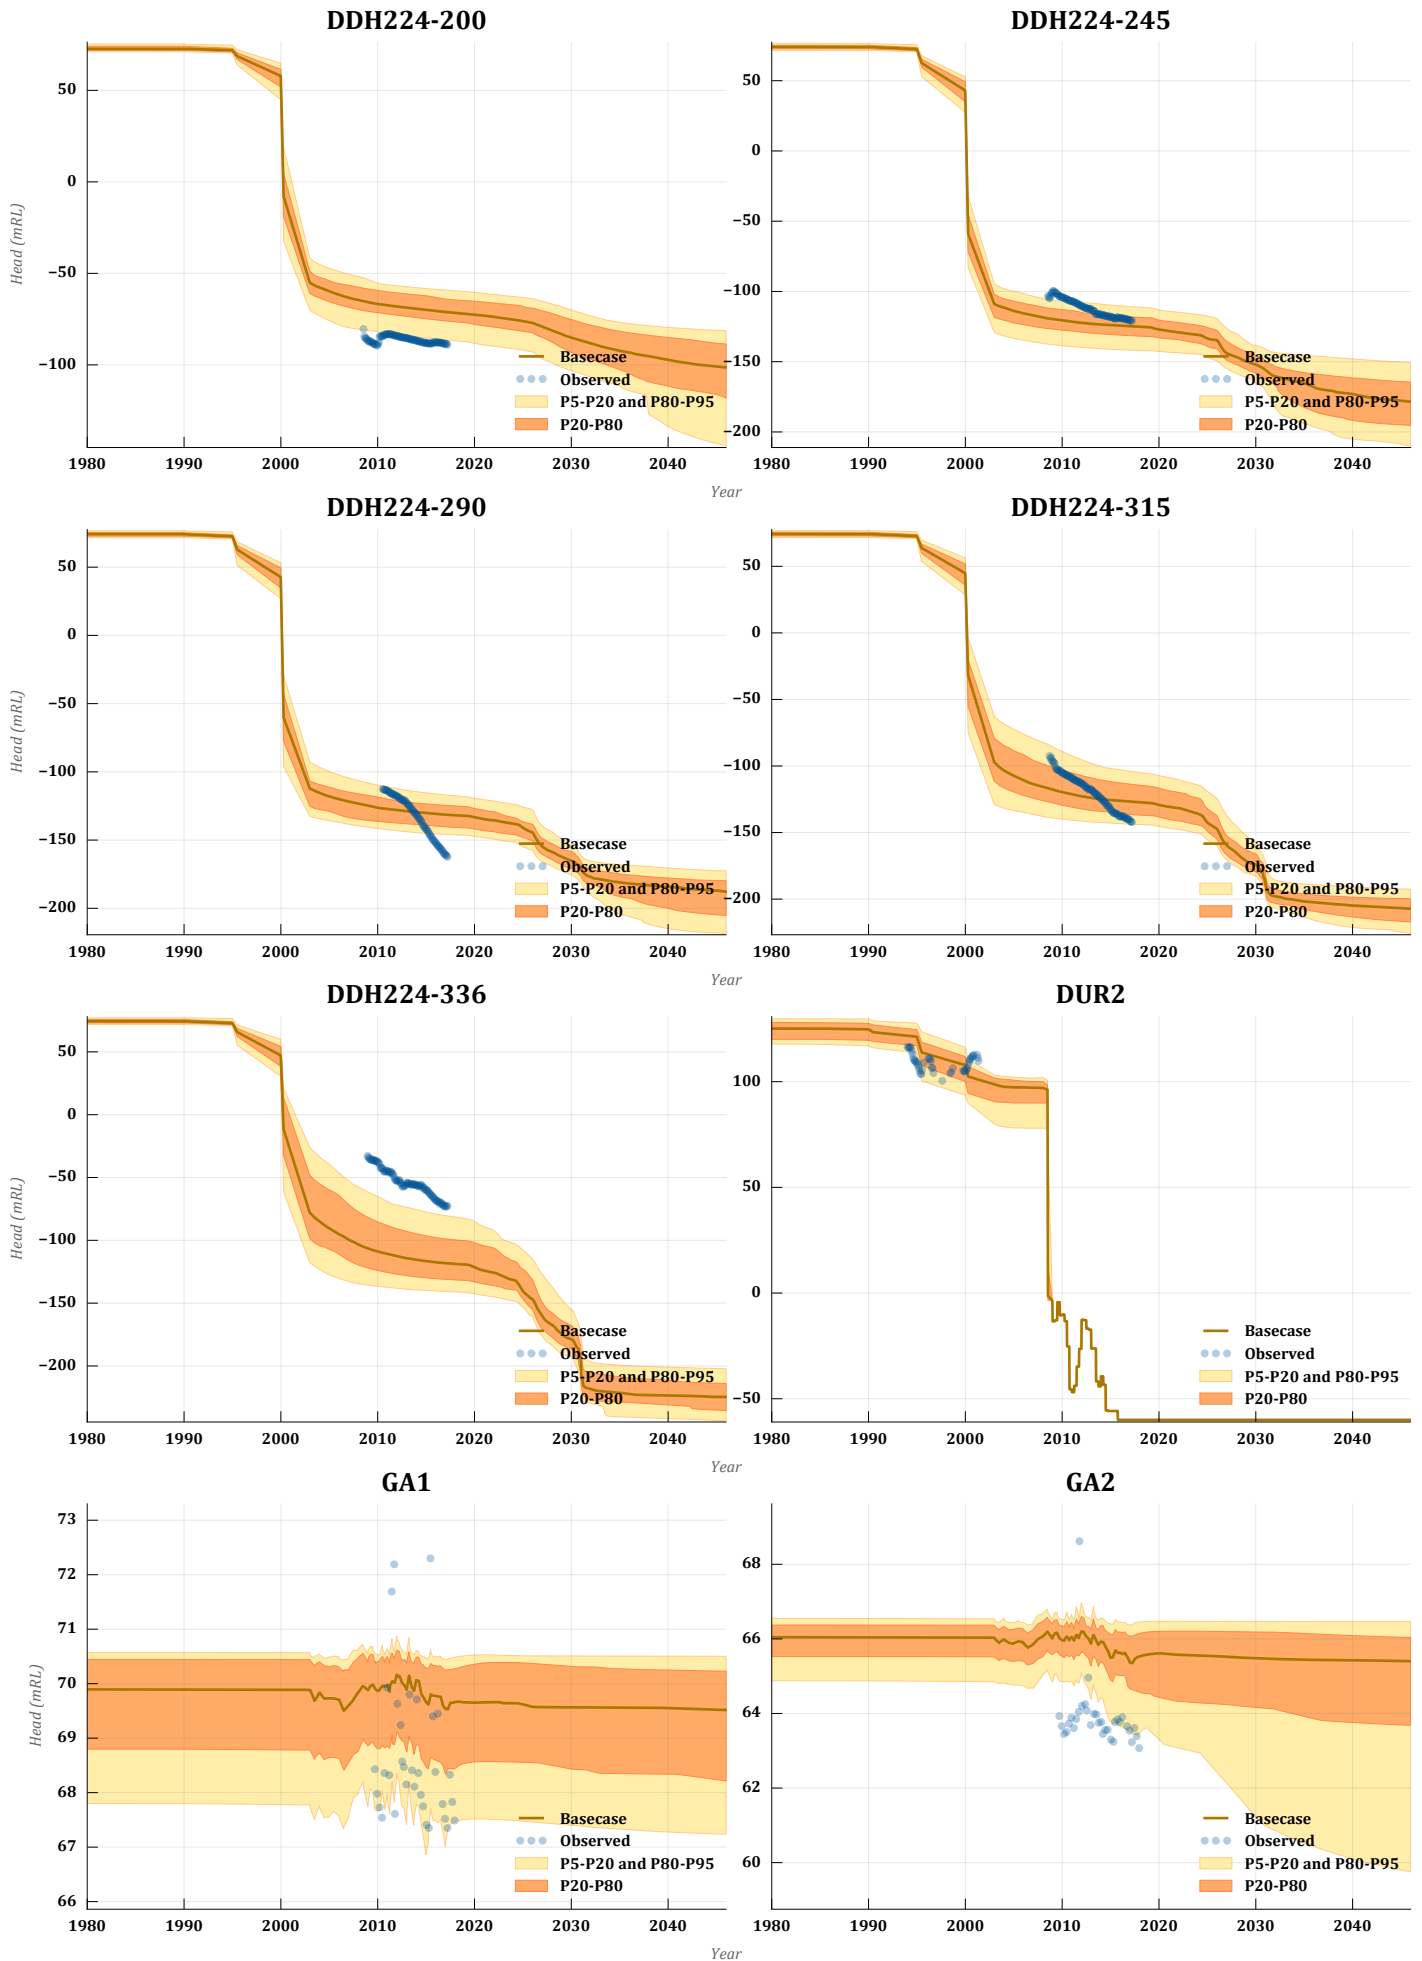 DDH224-200
DDH224-245
50
0
−50
−100
Head (mRL)
1980 1990 2000 2010 2020 2030 2040
Basecase
Observed
P5-P20 and P80-P95
P20-P80
50
0
−50
−100
−150
−200
1980 1990 2000 2010 2020 2030 2040
Basecase
Observed
P5-P20 and P80-P95
P20-P80
Year
DDH224-290
DDH224-315
50
0
−50
−100
−150
−200
Head (mRL)
1980 1990 2000 2010 2020 2030 2040
Basecase
Observed
P5-P20 and P80-P95
P20-P80
50
0
−50
−100
−150
−200
1980 1990 2000 2010 2020 2030 2040
Basecase
Observed
P5-P20 and P80-P95
P20-P80
Year
DDH224-336
DUR2
50
0
−50
−100
−150
−200
Head (mRL)
1980 1990 2000 2010 2020 2030 2040
Basecase
Observed
P5-P20 and P80-P95
P20-P80
100
50
0
−50
1980 1990 2000 2010 2020 2030 2040
Basecase
Observed
P5-P20 and P80-P95
P20-P80
Year
GA1
GA2
73
72
71
70
69
68
67
66
Head (mRL)
1980 1990 2000 2010 2020 2030 2040
Basecase
Observed
P5-P20 and P80-P95
P20-P80
68
66
64
62
60
1980 1990 2000 2010 2020 2030 2040
Basecase
Observed
P5-P20 and P80-P95
P20-P80
Year